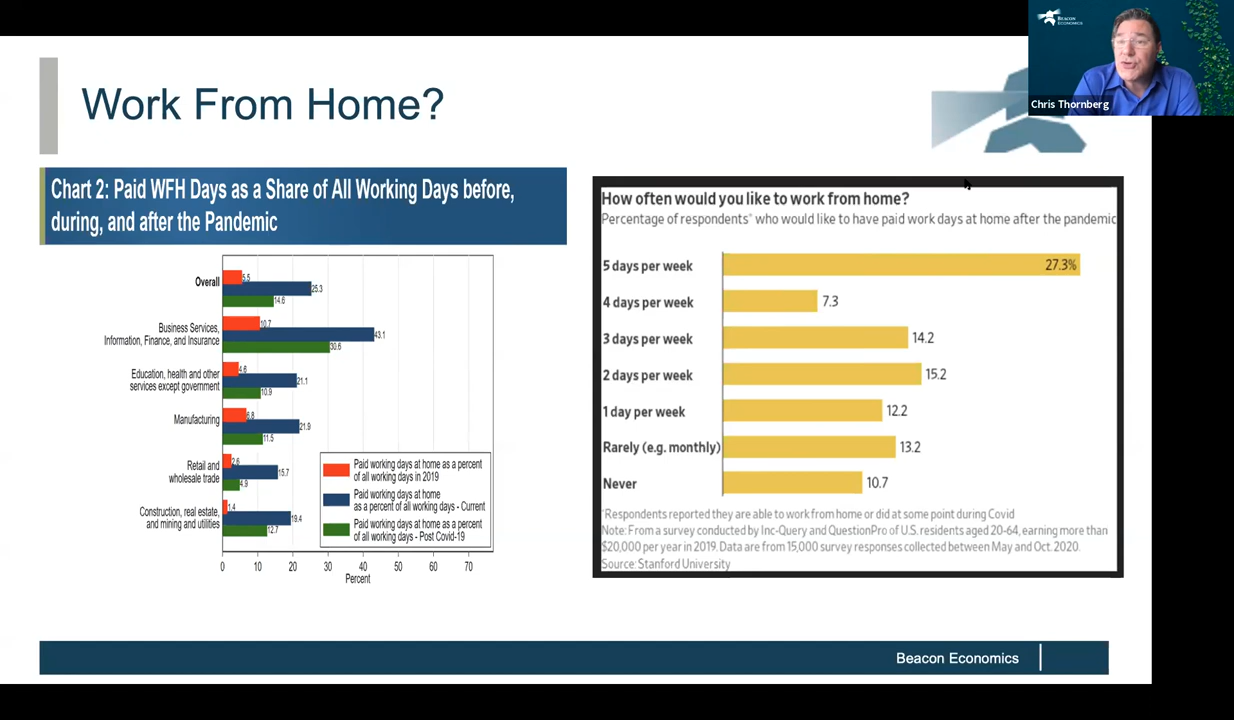 BEACON
ECONOMICS
Chris Thornberg
Work From Home?
Chart 2: Paid WFH Days as a Share of All Working Days before,
during, and after the Pandemic
Overall
5.5
25.3
14.6
Business Services,
Information, Finance, and Insurance
10.7
43.1
30.6
Education, health and other
services except government
4.6
21.1
10.9
Manufacturing
6.8
21.9
11.5
Retail and
wholesale trade
2.6
15.7
4.9
Construction, real estate,
and mining and utilities
1.4
19.4
12.7
Paid working days at home as a percent
of all working days in 2019
Paid working days at home
as a percent of all working days - Current
Paid working days at home as a percent
of all working days - Post Covid-19
0 10 20 30 40 50 60 70
Percent
How often would you like to work from home?
Percentage of respondents* who would like to have paid work days at home after the pandemic
5 days per week 27.3%
4 days per week 7.3
3 days per week 14.2
2 days per week 15.2
1 day per week 12.2
Rarely (e.g. monthly) 13.2
Never 10.7
*Respondents reported they are able to work from home or did at some point during Covid
Note: From a survey conducted by Inc-Query and QuestionPro of U.S. residents aged 20-64, earning more than
$20,000 per year in 2019. Data are from 15,000 survey responses collected between May and Oct. 2020.
Source: Stanford University
Beacon Economics